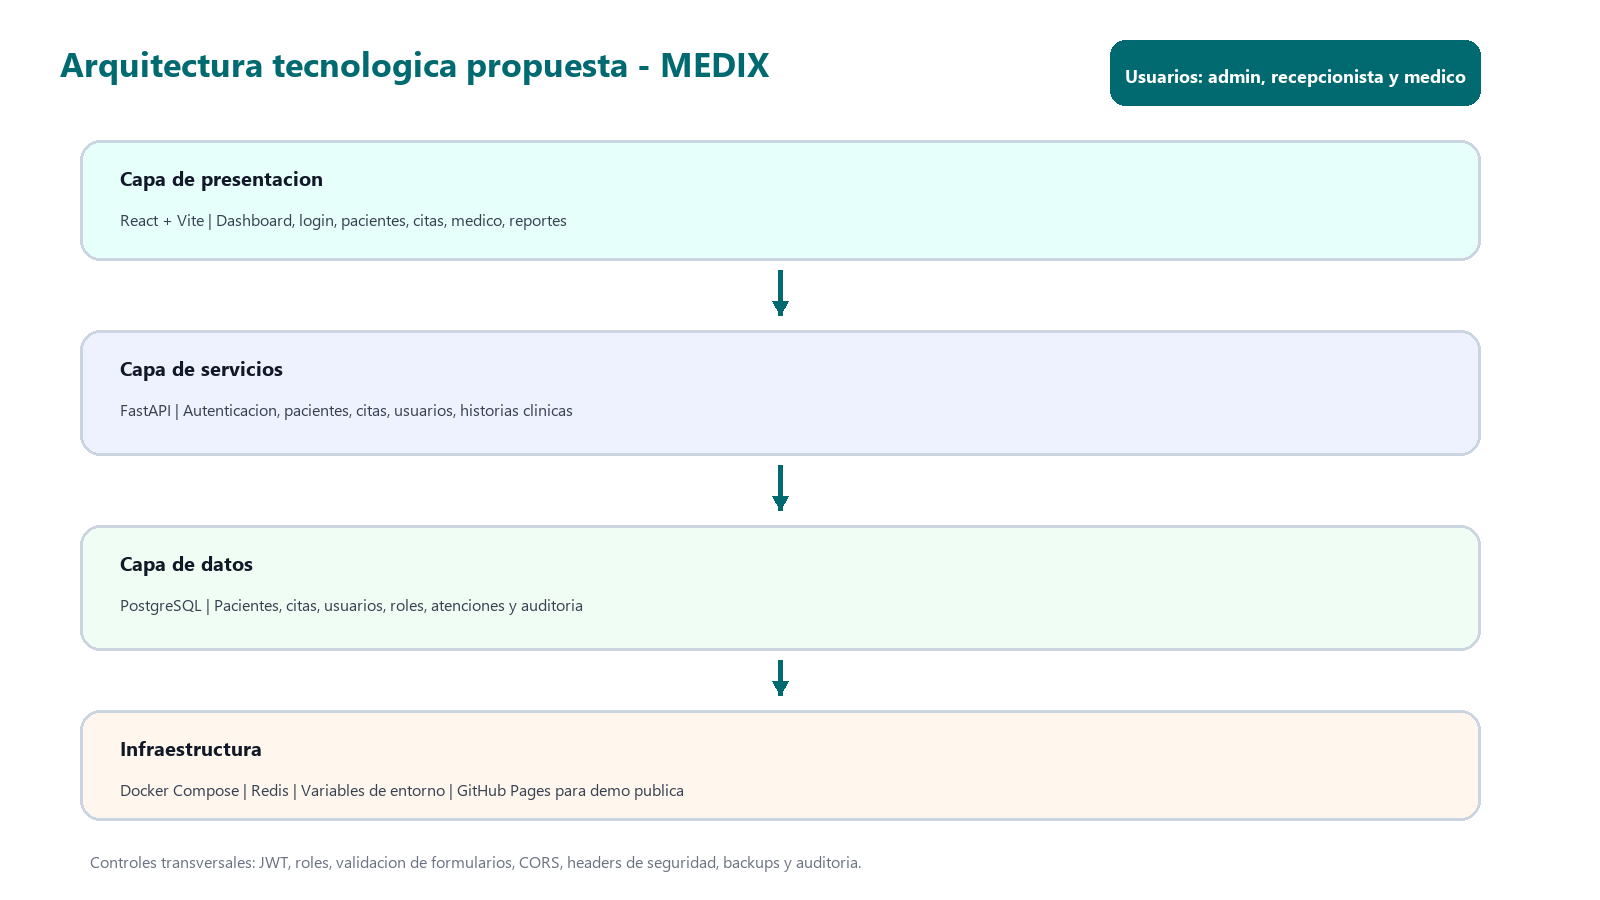 Arquitectura tecnologica propuesta - MEDIX
Usuarios: admin, recepcionista y medico
Capa de presentacion
React + Vite | Dashboard, login, pacientes, citas, medico, reportes
Capa de servicios
FastAPI | Autenticacion, pacientes, citas, usuarios, historias clinicas
Capa de datos
PostgreSQL | Pacientes, citas, usuarios, roles, atenciones y auditoria
Infraestructura
Docker Compose | Redis | Variables de entorno | GitHub Pages para demo publica
Controles transversales: JWT, roles, validacion de formularios, CORS, headers de seguridad, backups y auditoria.